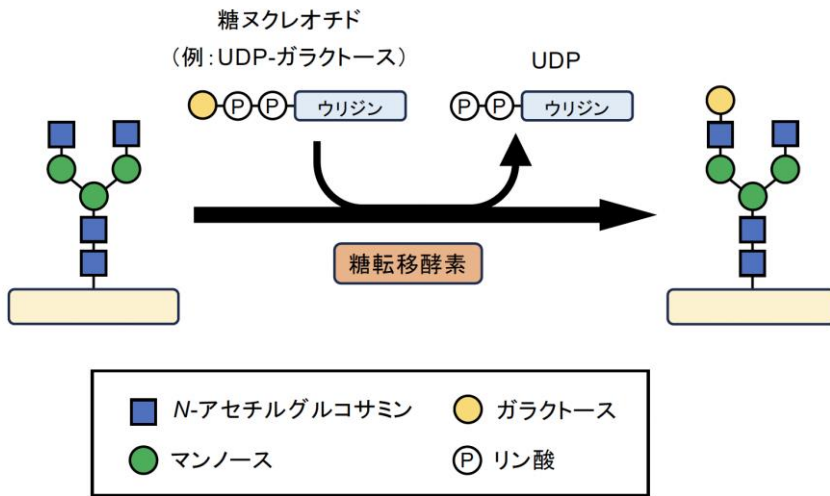 糖ヌクレオチド
(例:UDP-ガラクトース)
UDP
P P ウリジン
P P ウリジン
糖転移酵素
N-アセチルグルコサミン
ガラクトース
マンノース
P リン酸